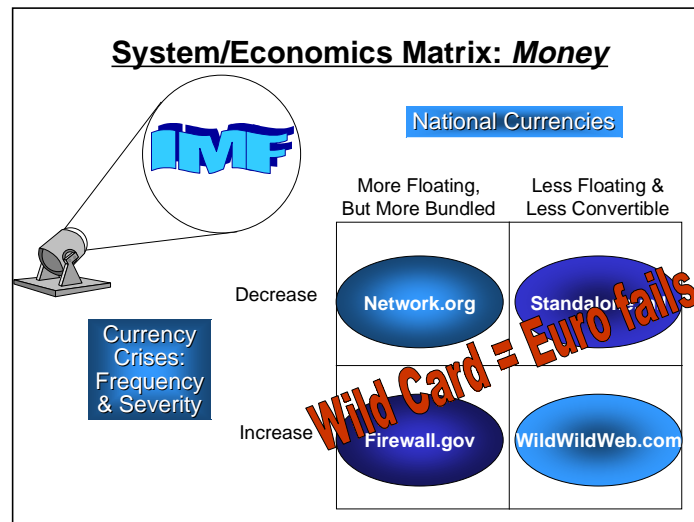 System/Economics Matrix: Money
IMF
National Currencies
More Floating,
But More Bundled
Less Floating &
Less Convertible
Decrease
Network.org
Standalone
Currency
Crises:
Frequency
& Severity
Wild Card = Euro fails
Increase
Firewall.gov
WildWildWeb.com